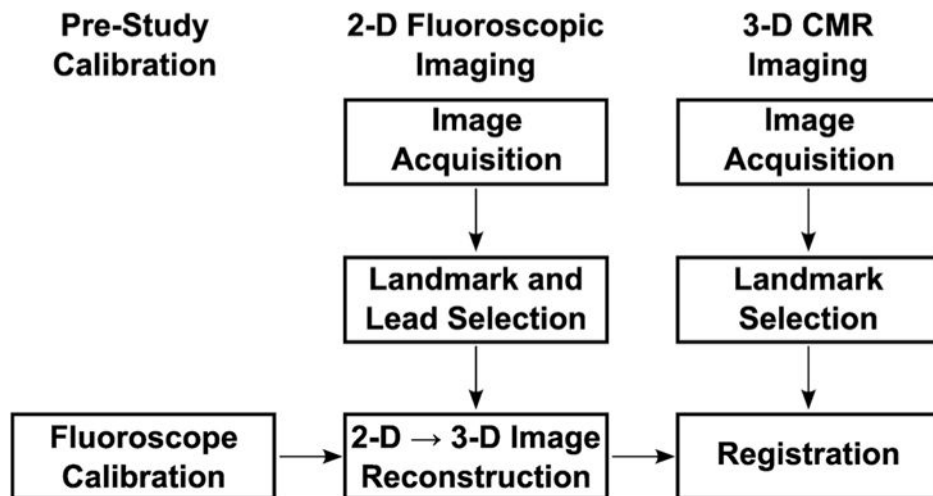 Pre-Study
Calibration
2-D Fluoroscopic
Imaging
3-D CMR
Imaging
Image
Acquisition
Image
Acquisition
Landmark and
Lead Selection
Landmark
Selection
Fluoroscope
Calibration
2-D → 3-D Image
Reconstruction
Registration